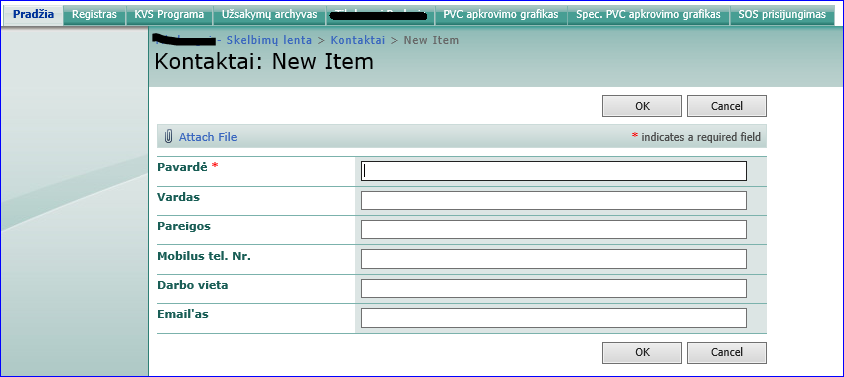 Pradžia Registras KVS Programa Užsakymų archyvas PVC apkrovimo grafikas Spec. PVC apkrovimo grafikas SOS prisijungimas
- Skelbimų lenta > Kontaktai > New Item
Kontaktai: New Item
OK Cancel
Attach File * indicates a required field
Pavardė *
Vardas
Pareigos
Mobilus tel. Nr.
Darbo vieta
Email'as
OK Cancel